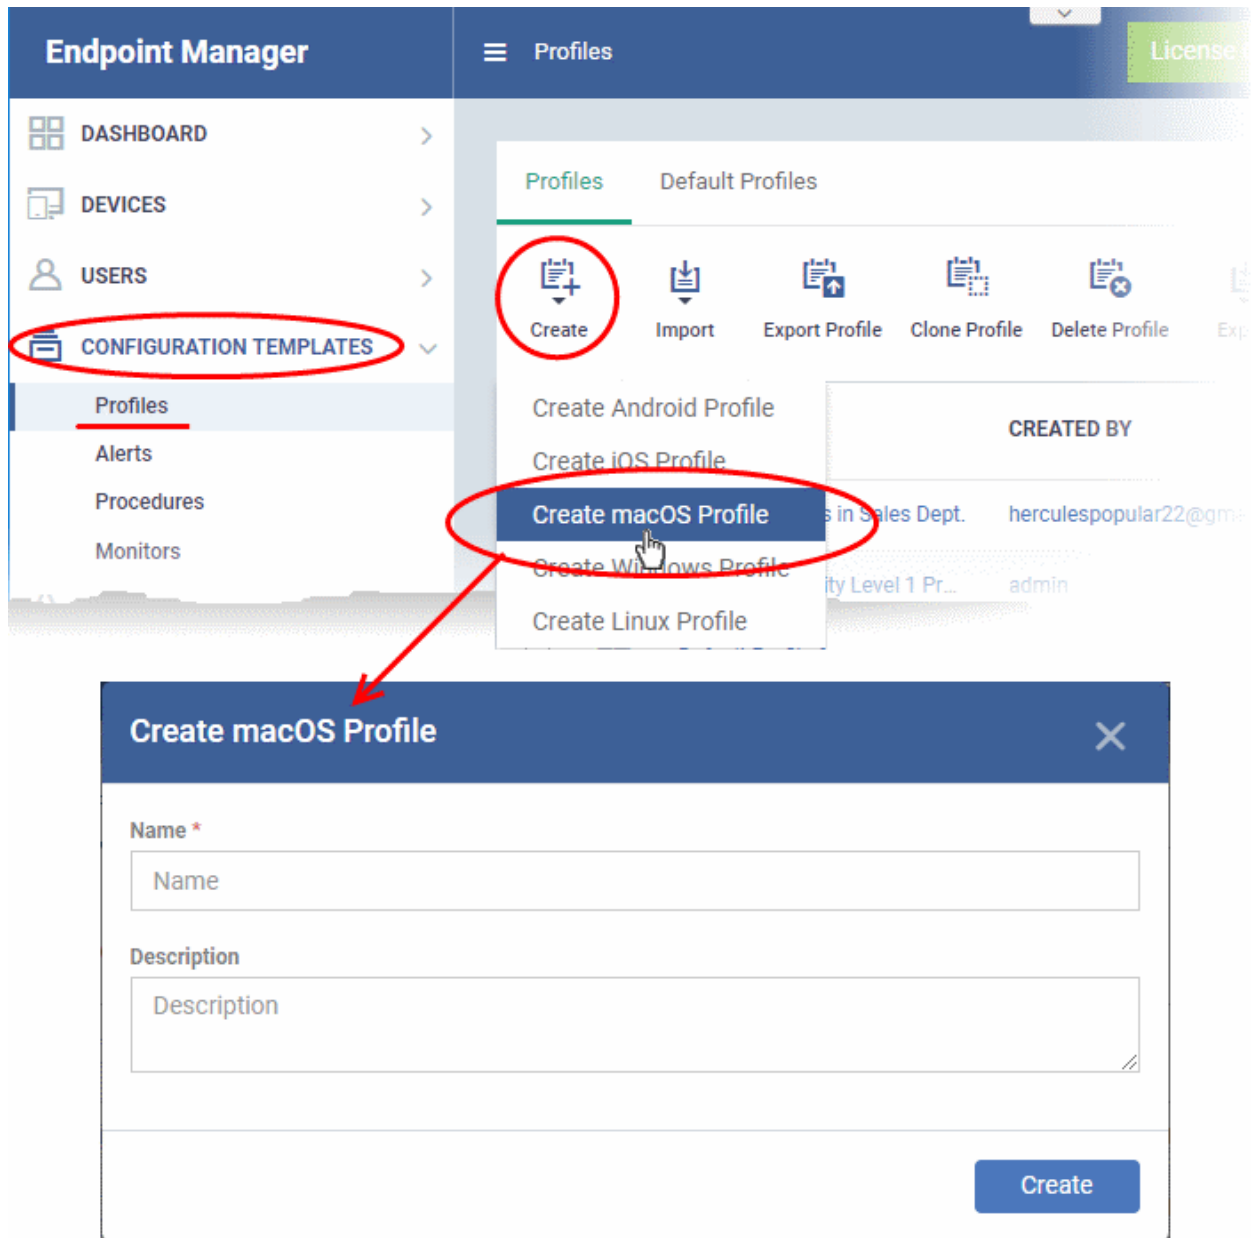 Endpoint Manager
Profiles
License
DASHBOARD
DEVICES
USERS
CONFIGURATION TEMPLATES
Profiles
Alerts
Procedures
Monitors
Profiles Default Profiles
Create Import Export Profile Clone Profile Delete Profile
Create Android Profile
Create iOS Profile
Create macOS Profile
Create Windows Profile
Create Linux Profile
CREATED BY
in Sales Dept. herculespopular22@gm
Level 1 Pr... admin
Create macOS Profile
Name *
Name
Description
Description
Create